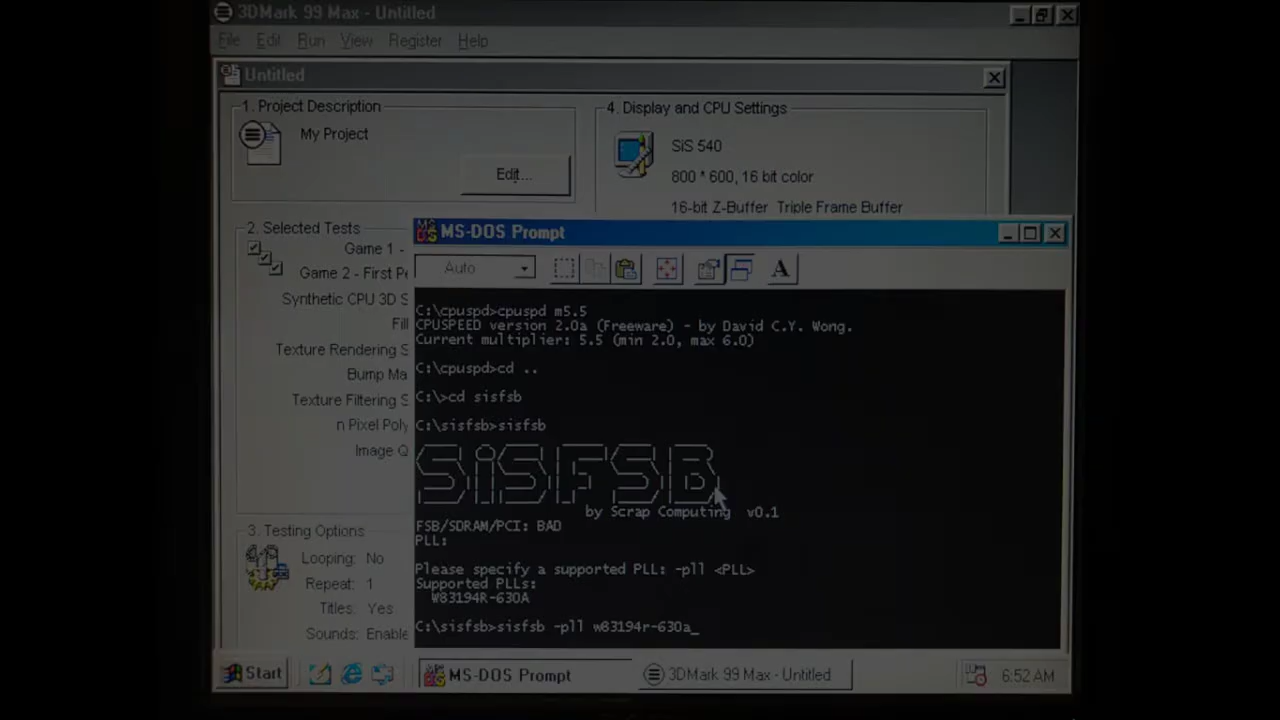 3DMark 99 Max - Untitled
File Edit Run View Register Help
Untitled
1. Project Description
My Project
Edit...
4. Display and CPU Settings
SiS 540
800 * 600, 16 bit color
16-bit Z-Buffer Triple Frame Buffer
2. Selected Tests
Game 1 -
Game 2 - First Pe
Synthetic CPU 3D S
Fill
Texture Rendering S
Bump Ma
Texture Filtering S
n Pixel Poly
Image Q
3. Testing Options
Looping: No
Repeat: 1
Titles: Yes
Sounds: Enable
MS-DOS Prompt
Auto
A
C:\cpuspd>cpuspd m5.5
CPUSPEED version 2.0a (Freeware) - by David C.Y. Wong.
Current multiplier: 5.5 (min 2.0, max 6.0)
C:\cpuspd>cd ..
C:\>cd sisfsb
C:\sisfsb>sisfsb
SiSFSB
by Scrap Computing v0.1
FSB/SDRAM/PCI: BAD
PLL:
Please specify a supported PLL: -pll <PLL>
Supported PLLs:
W83194R-630A
C:\sisfsb>sisfsb -pll w83194r-630a_
Start MS-DOS Prompt 3DMark 99 Max - Untitled 6:52 AM